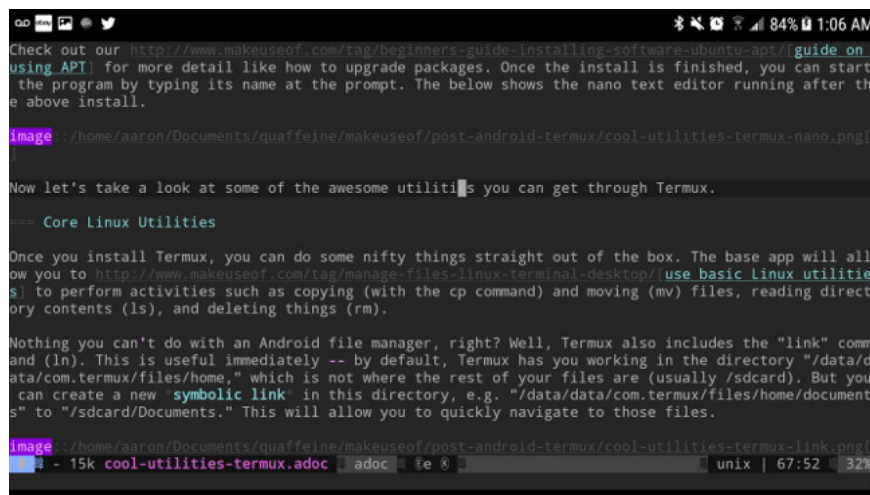 ebay 84% 1:06 AM
Check out our http://www.makeuseof.com/tag/beginners-guide-installing-software-ubuntu-apt/[guide on
using APT] for more detail like how to upgrade packages. Once the install is finished, you can start
the program by typing its name at the prompt. The below shows the nano text editor running after th
e above install.
image::/home/aaron/Documents/quaffeine/makeuseof/post-android-termux/cool-utilities-termux-nano.png[
]
Now let's take a look at some of the awesome utilities you can get through Termux.
=== Core Linux Utilities
Once you install Termux, you can do some nifty things straight out of the box. The base app will all
ow you to http://www.makeuseof.com/tag/manage-files-linux-terminal-desktop/[use basic Linux utilitie
s] to perform activities such as copying (with the cp command) and moving (mv) files, reading direct
ory contents (ls), and deleting things (rm).
Nothing you can't do with an Android file manager, right? Well, Termux also includes the "link" comm
and (ln). This is useful immediately -- by default, Termux has you working in the directory "/data/d
ata/com.termux/files/home," which is not where the rest of your files are (usually /sdcard). But you
can create a new *symbolic link* in this directory, e.g. "/data/data/com.termux/files/home/document
s" to "/sdcard/Documents." This will allow you to quickly navigate to those files.
image::/home/aaron/Documents/quaffeine/makeuseof/post-android-termux/cool-utilities-termux-link.png[
- 15k cool-utilities-termux.adoc adoc ⓔe Ⓚ unix | 67:52 32%